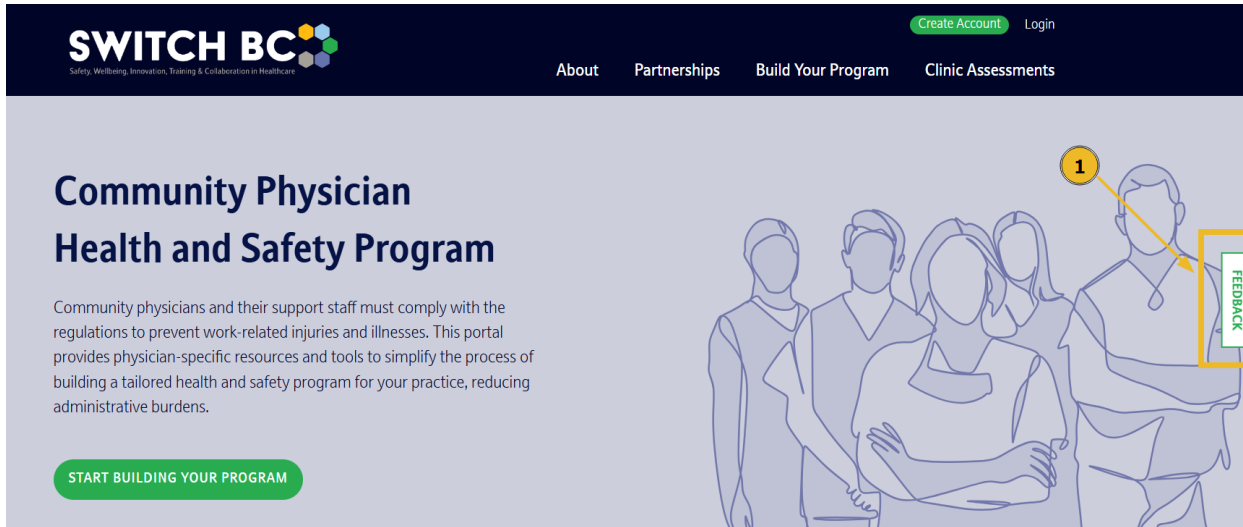 SWITCH BC
Safety, Wellbeing, Innovation, Training & Collaboration in Healthcare
Create Account
Login
About
Partnerships
Build Your Program
Clinic Assessments
Community Physician
Health and Safety Program
Community physicians and their support staff must comply with the
regulations to prevent work-related injuries and illnesses. This portal
provides physician-specific resources and tools to simplify the process of
building a tailored health and safety program for your practice, reducing
administrative burdens.
START BUILDING YOUR PROGRAM
1
FEEDBACK